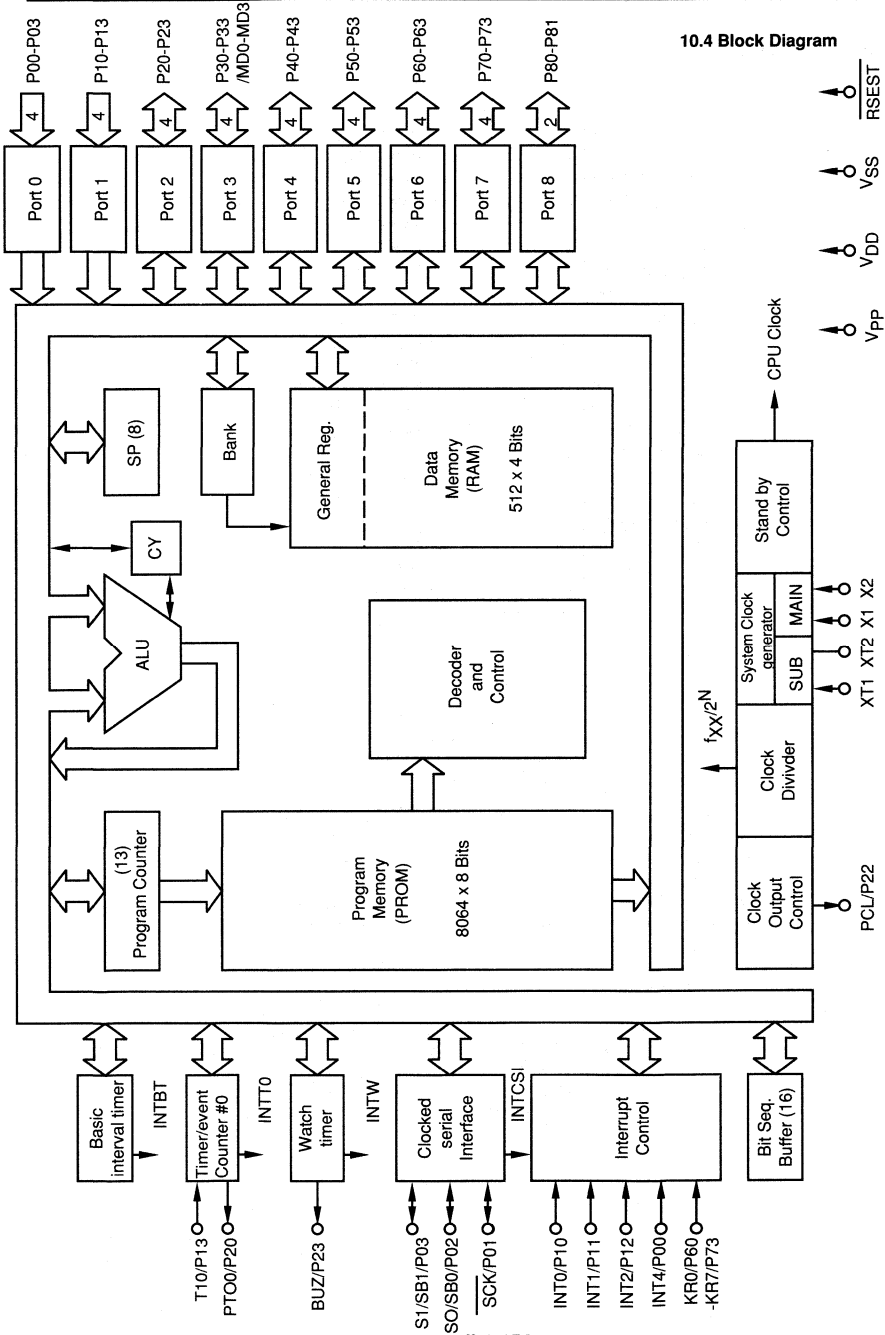 10.4 Block Diagram
P00-P03
P10-P13
P20-P23
P30-P33
/MD0-MD3
P40-P43
P50-P53
P60-P63
P70-P73
P80-P81
4
4
4
4
4
4
4
4
2
Port 0
Port 1
Port 2
Port 3
Port 4
Port 5
Port 6
Port 7
Port 8
RSEST
VSS
VDD
VPP
SP (8)
Bank
General Reg.
Data
Memory
(RAM)
512 x 4 Bits
CY
ALU
Decoder
and
Control
(13)
Program Counter
Program
Memory
(PROM)
8064 x 8 Bits
CPU Clock
Stand by
Control
System Clock
generator
MAIN
SUB
X2
X1
XT2
XT1
fXX/2N
Clock
Dividver
Clock
Output
Control
PCL/P22
Basic
interval timer
INTBT
Timer/event
Counter #0
INTT0
T10/P13
PTO0/P20
Watch
timer
INTW
BUZ/P23
Clocked
serial
Interface
INTCSI
S1/SB1/P03
SO/SB0/P02
SCK/P01
Interrupt
Control
INT0/P10
INT1/P11
INT2/P12
INT4/P00
KR0/P60
-KR7/P73
Bit Seq.
Buffer (16)